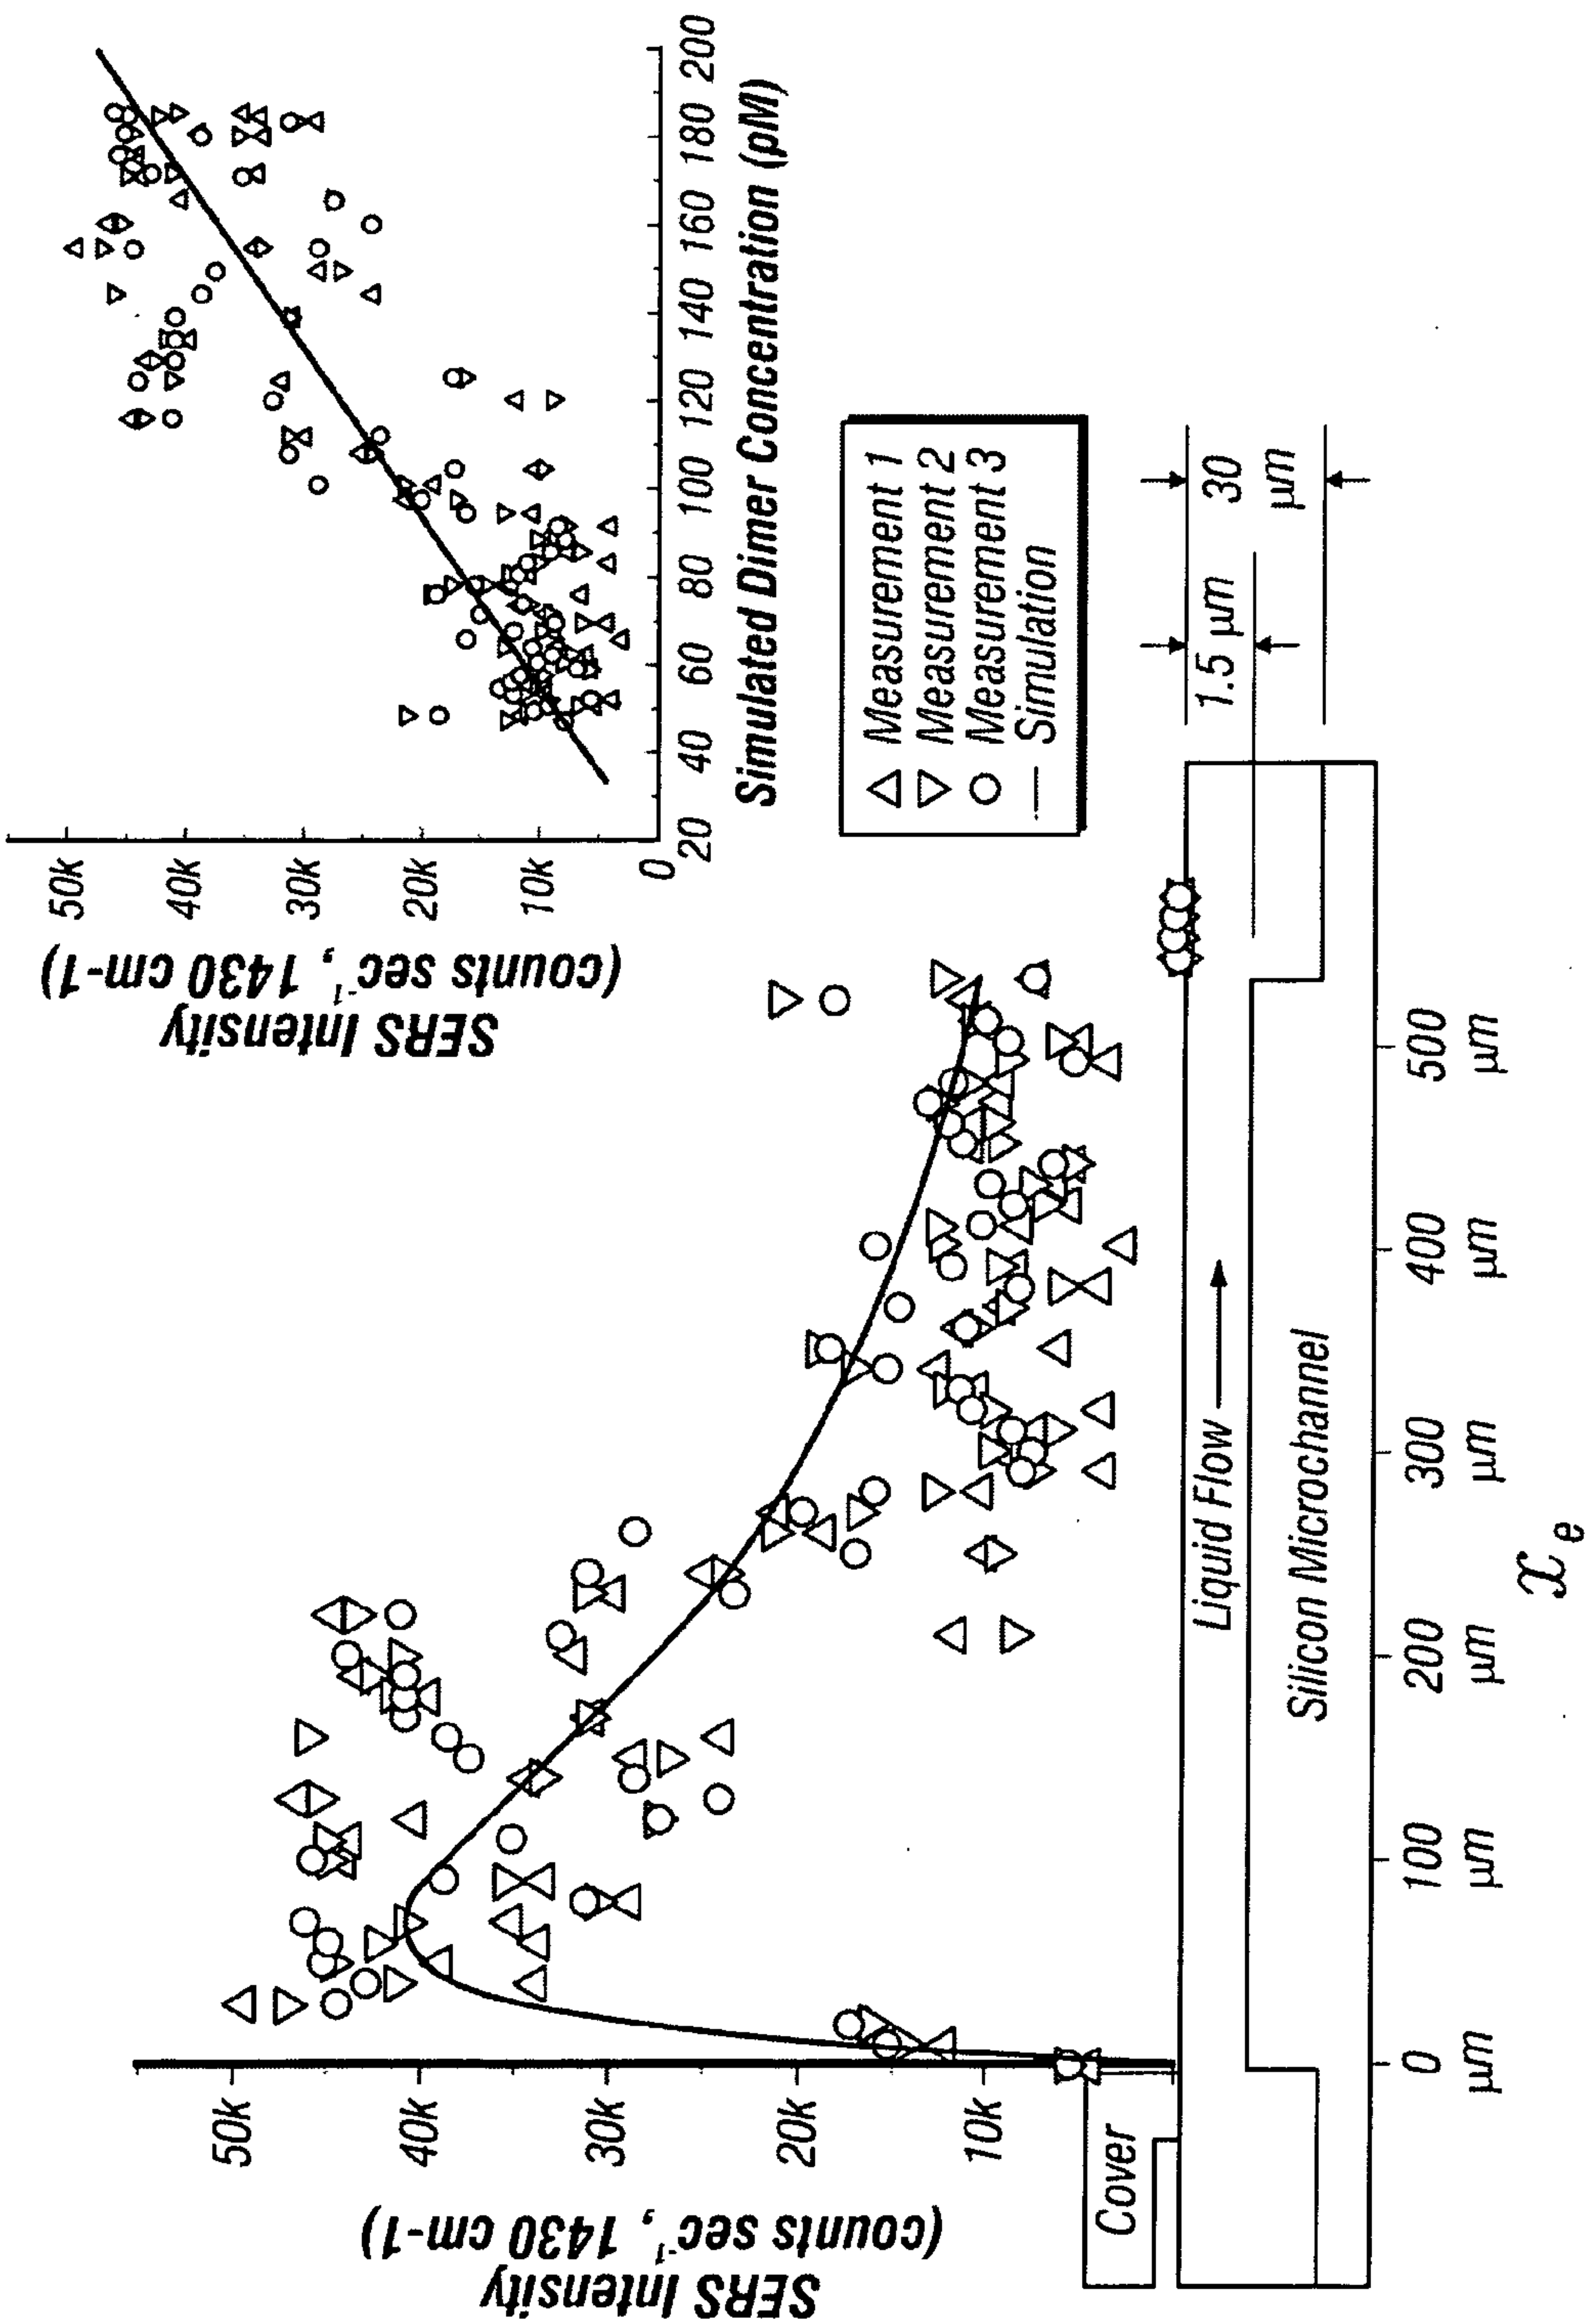 SERS Intensity
(counts sec⁻¹, 1430 cm-1)
50k
40k
30k
20k
10k
SERS Intensity
(counts sec⁻¹, 1430 cm-1)
50k
40k
30k
20k
10k
0
20 40 60 80 100 120 140 160 180 200
Simulated Dimer Concentration (pM)
Measurement 1
Measurement 2
Measurement 3
Simulation
Cover
Liquid Flow
Silicon Microchannel
1.5 μm
30
μm
0 100 200 300 400 500
μm μm μm μm μm μm
x e